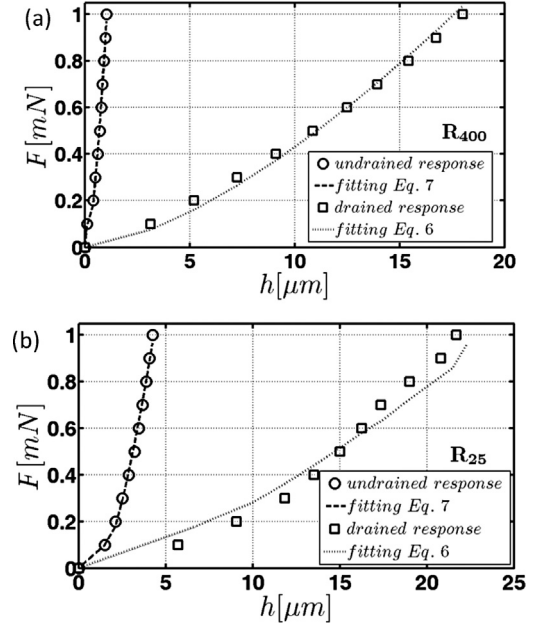 (a)
1
0.8
0.6
0.4
0.2
0
F [mN]
R400
undrained response
fitting Eq. 7
drained response
fitting Eq. 6
0 5 10 15 20
h[μm]
(b)
1
0.8
0.6
0.4
0.2
0
F [mN]
R25
undrained response
fitting Eq. 7
drained response
fitting Eq. 6
0 5 10 15 20 25
h[μm]